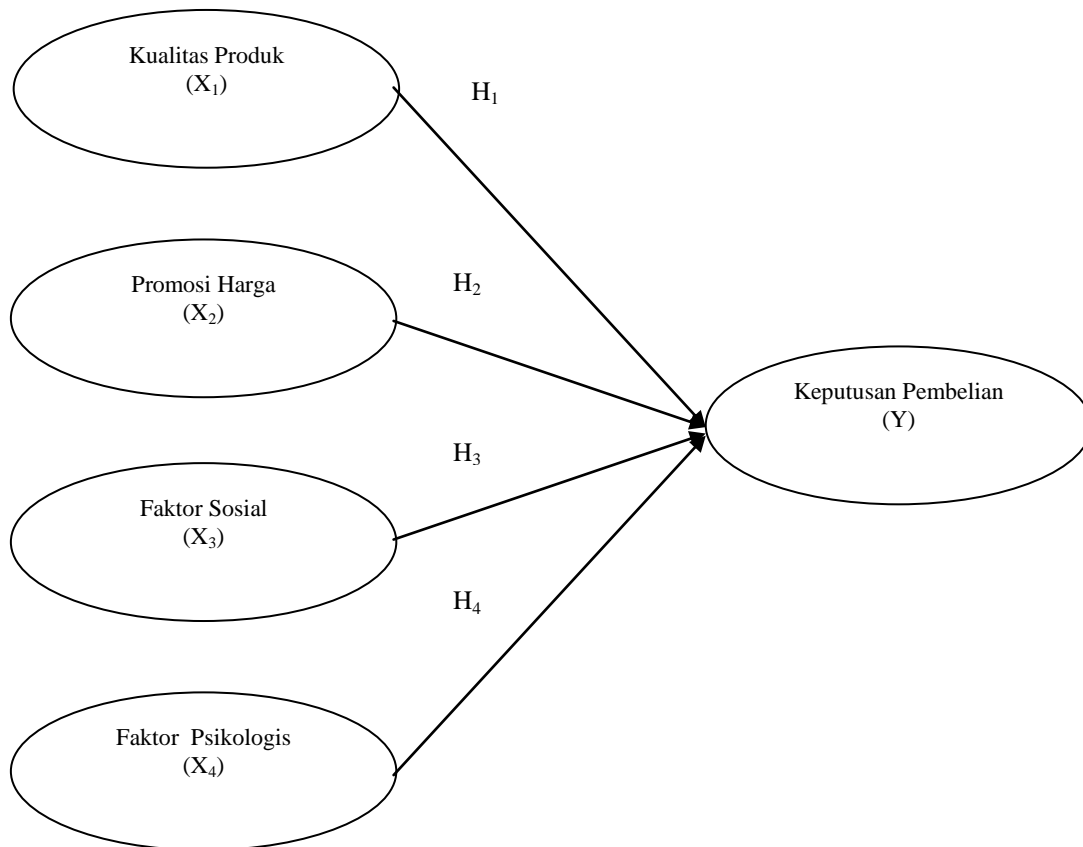 Kualitas Produk
(X₁)
H₁
Promosi Harga
(X₂)
H₂
Keputusan Pembelian
(Y)
H₃
Faktor Sosial
(X₃)
H₄
Faktor Psikologis
(X₄)